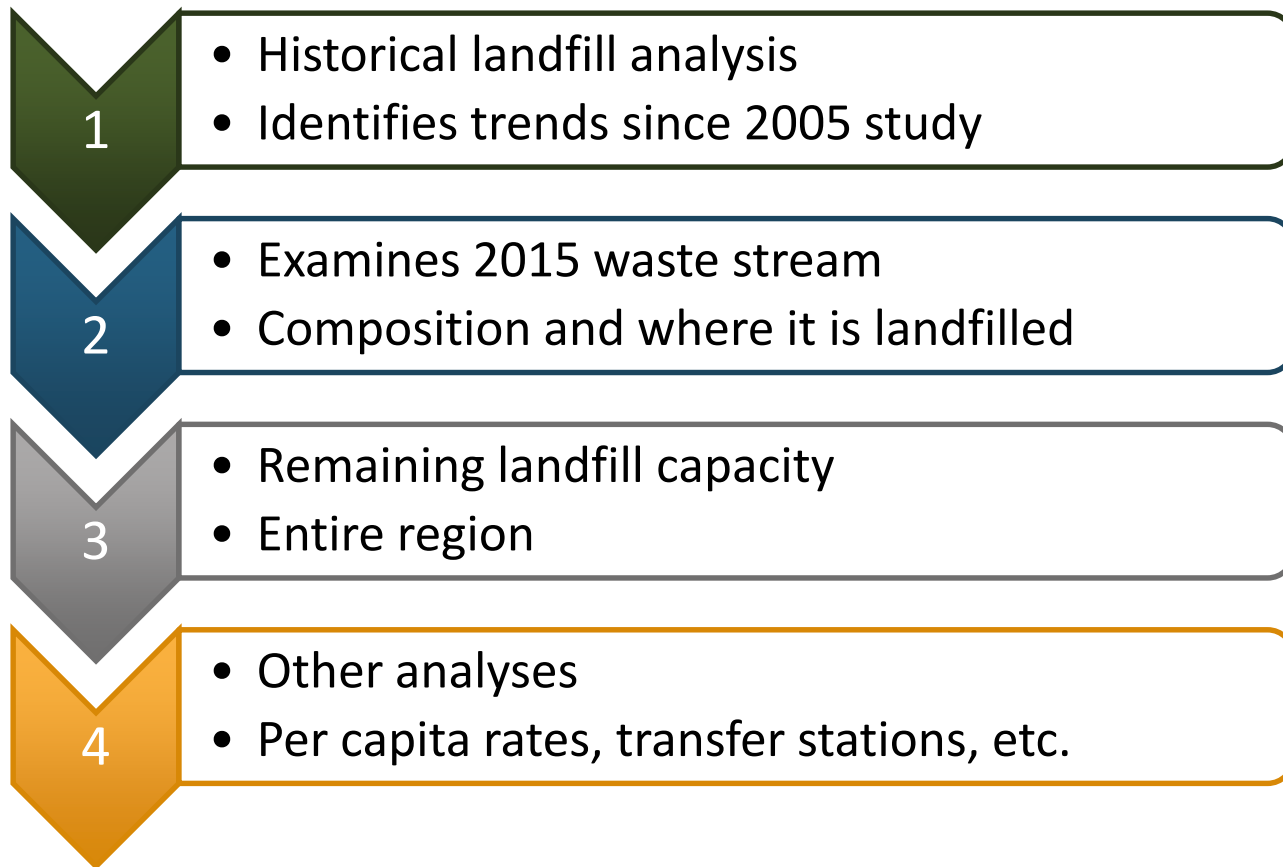 1
• Historical landfill analysis
• Identifies trends since 2005 study
2
• Examines 2015 waste stream
• Composition and where it is landfilled
3
• Remaining landfill capacity
• Entire region
4
• Other analyses
• Per capita rates, transfer stations, etc.